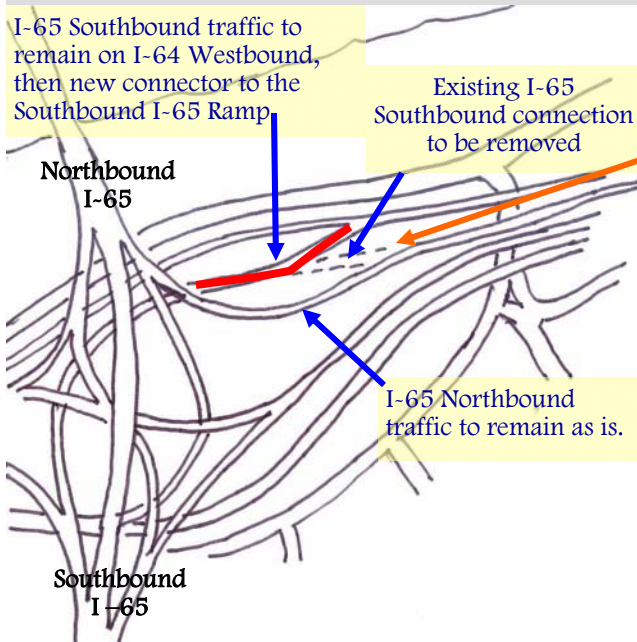 I-65 Southbound traffic to
remain on I-64 Westbound,
then new connector to the
Southbound I-65 Ramp
Existing I-65
Southbound connection
to be removed
Northbound
I-65
I-65 Northbound
traffic to remain as is.
Southbound
I-65